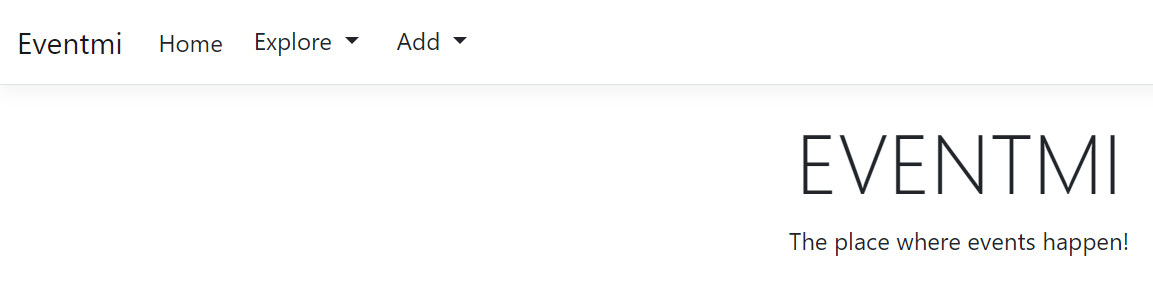 Eventmi Home Explore Add
EVENTMI
The place where events happen!